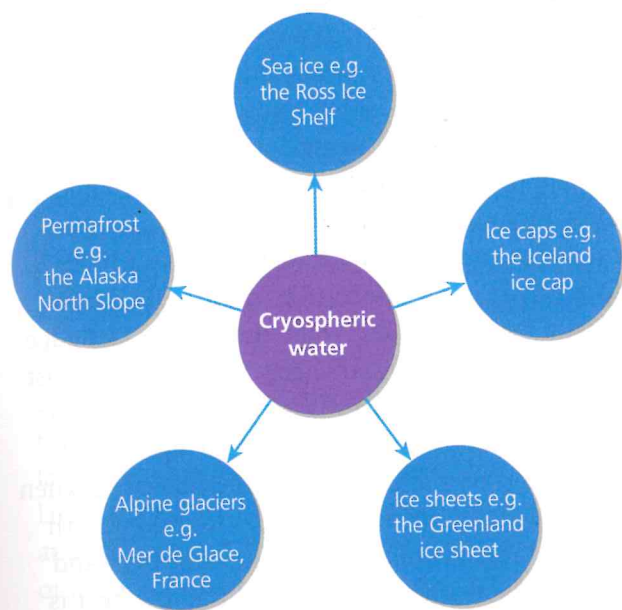 Sea ice e.g.
the Ross Ice
Shelf
Permafrost
e.g.
the Alaska
North Slope
Ice caps e.g.
the Iceland
ice cap
Cryospheric
water
Alpine glaciers
e.g.
Mer de Glace,
France
Ice sheets e.g.
the Greenland
ice sheet